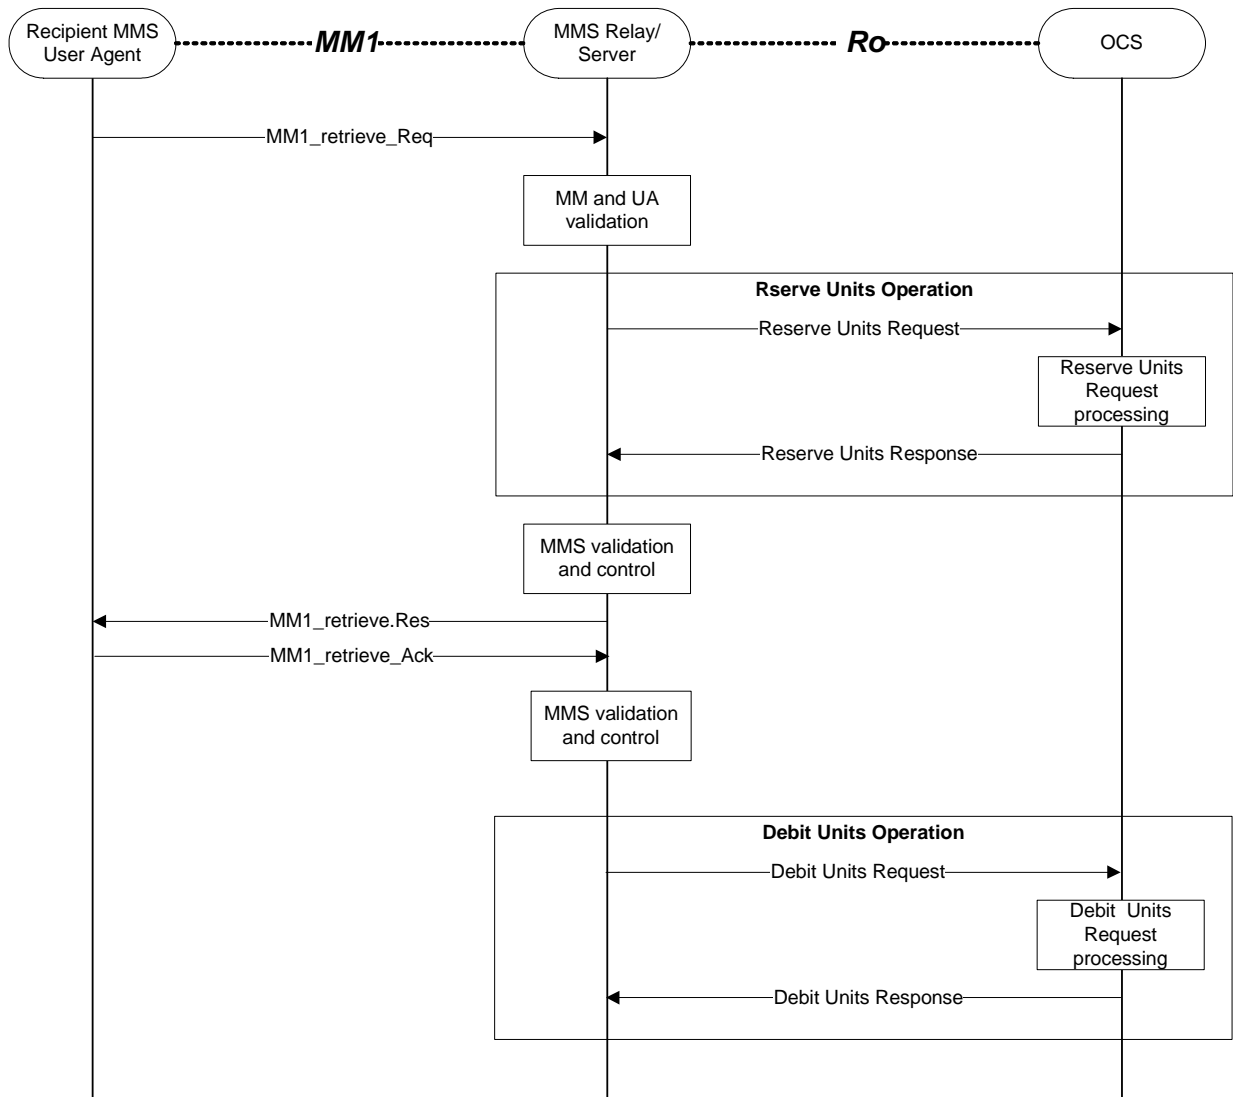 Recipient MMS
User Agent
MM1
MMS Relay/
Server
Ro
OCS
MM1_retrieve_Req
MM and UA
validation
Rserve Units Operation
Reserve Units Request
Reserve Units
Request
processing
Reserve Units Response
MMS validation
and control
MM1_retrieve.Res
MM1_retrieve_Ack
MMS validation
and control
Debit Units Operation
Debit Units Request
Debit  Units
Request
processing
Debit Units Response